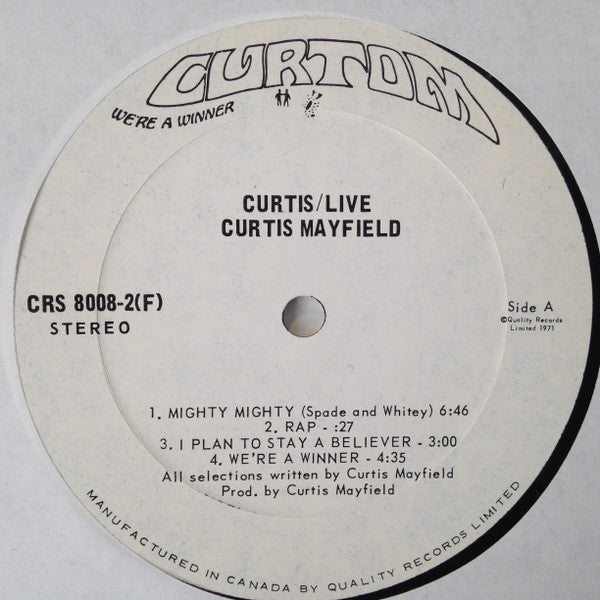 CURTOM
WE'RE A WINNER
CURTIS/LIVE
CURTIS MAYFIELD
CRS 8008-2(F)
STEREO
Side A
©Quality Records
Limited 1971
1. MIGHTY MIGHTY (Spade and Whitey) 6:46
2. RAP - :27
3. I PLAN TO STAY A BELIEVER - 3:00
4. WE'RE A WINNER - 4:35
All selections written by Curtis Mayfield
Prod. by Curtis Mayfield
MANUFACTURED IN CANADA BY QUALITY RECORDS LIMITED